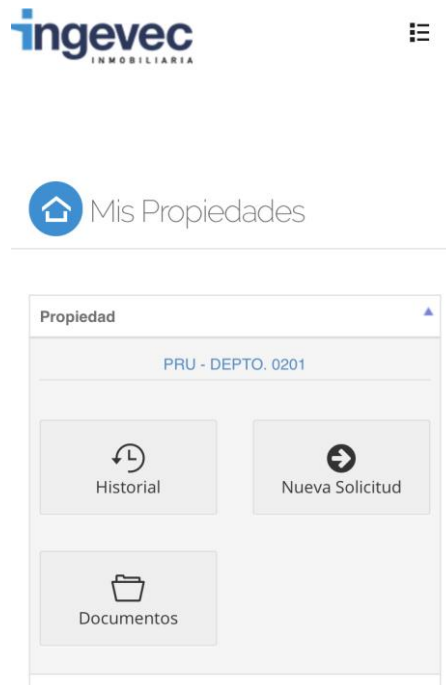 ingevec
INMOBILIARIA
Mis Propiedades
Propiedad
PRU - DEPTO. 0201
Historial
Nueva Solicitud
Documentos